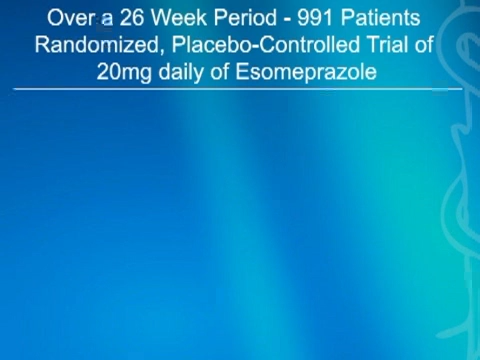 Over a 26 Week Period - 991 Patients
Randomized, Placebo-Controlled Trial of
20mg daily of Esomeprazole